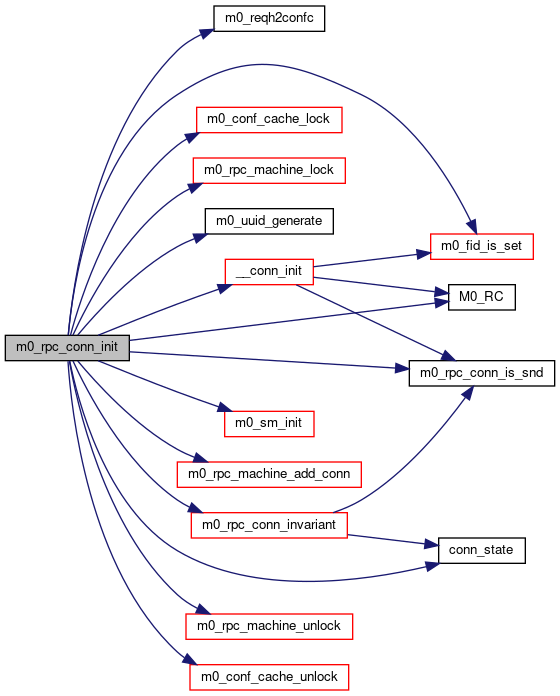 m0_reqh2confc
m0_conf_cache_lock
m0_rpc_machine_lock
m0_uuid_generate
m0_fid_is_set
__conn_init
M0_RC
m0_rpc_conn_init
m0_rpc_conn_is_snd
m0_sm_init
m0_rpc_machine_add_conn
m0_rpc_conn_invariant
conn_state
m0_rpc_machine_unlock
m0_conf_cache_unlock